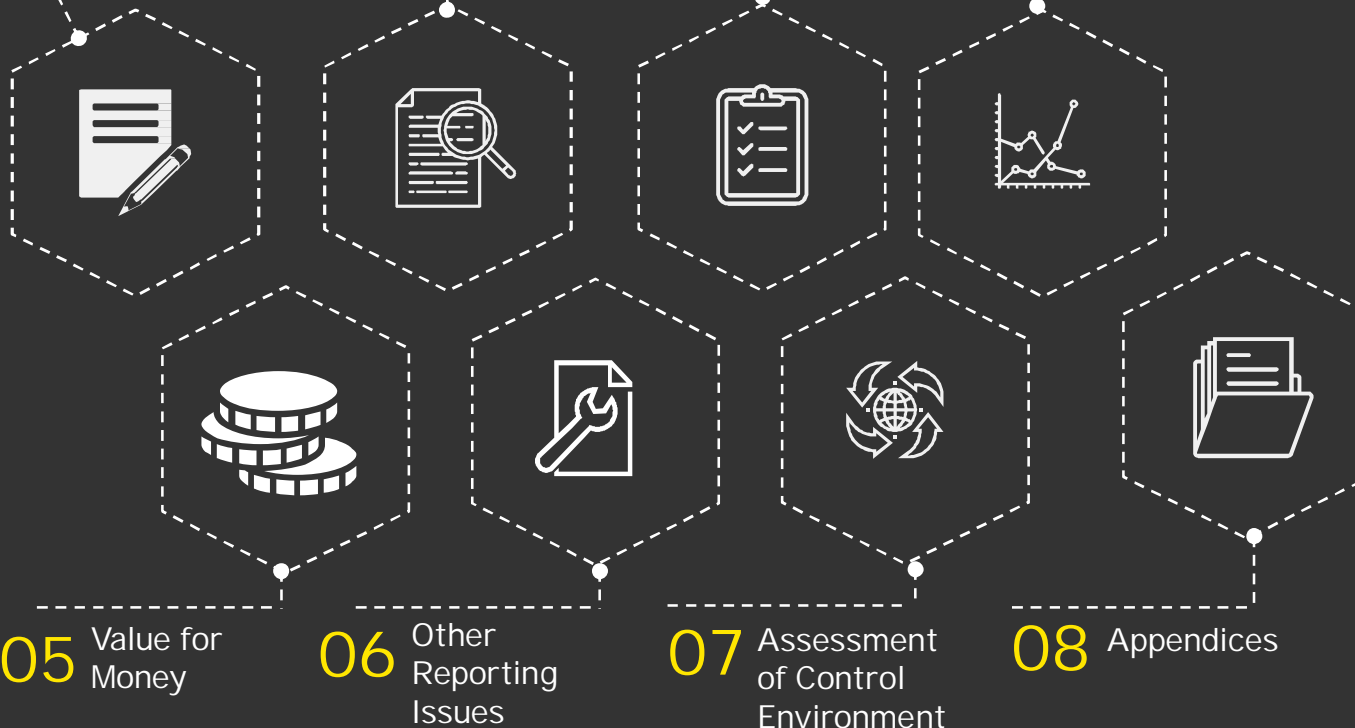 05 Value for
Money
06 Other
Reporting
Issues
07 Assessment
of Control
Environment
08 Appendices